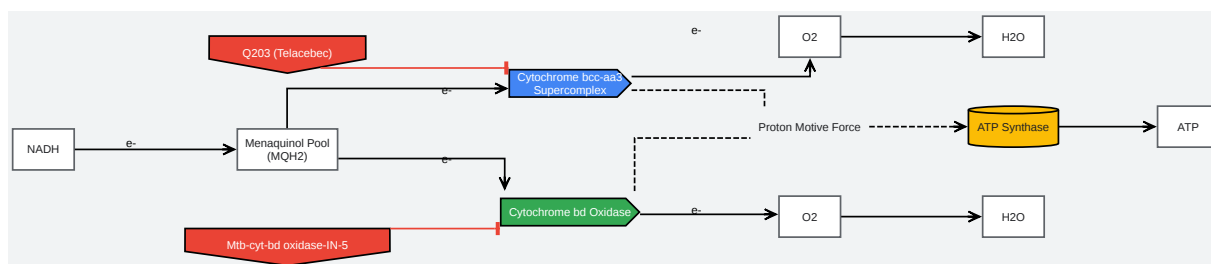 e-
O2
H2O
Q203 (Telacebec)
Cytochrome bcc-aa3
Supercomplex
e-
NADH
e-
Menaquinol Pool
(MQH2)
Proton Motive Force
ATP Synthase
ATP
e-
Cytochrome bd Oxidase
e-
O2
H2O
Mtb-cyt-bd oxidase-IN-5